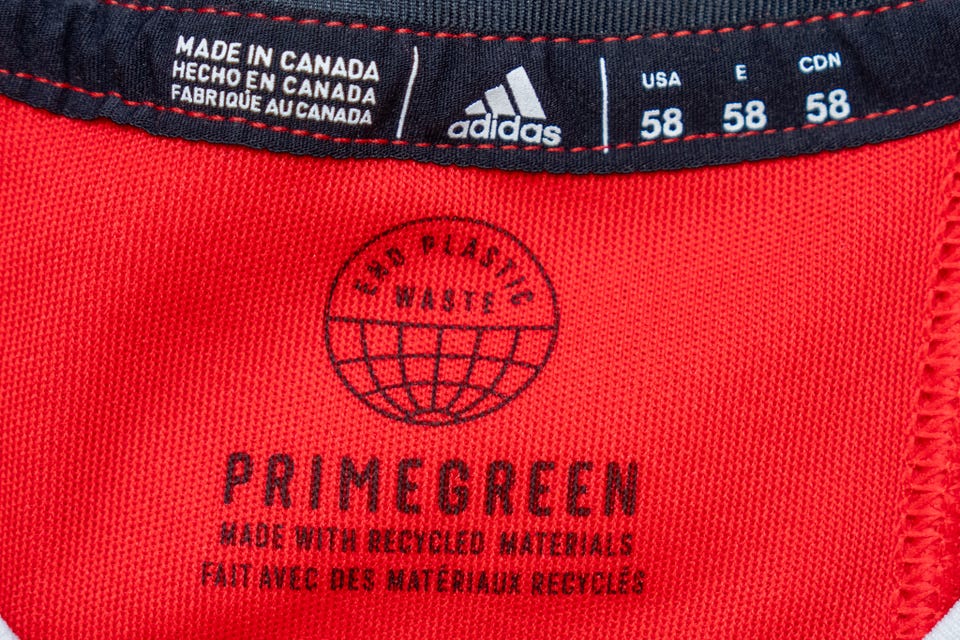 MADE IN CANADA
HECHO EN CANADA
FABRIQUÉ AU CANADA
adidas
USA E CDN
58 58 58
END PLASTIC
WASTE
PRIMEGREEN
MADE WITH RECYCLED MATERIALS
FAIT AVEC DES MATÉRIAUX RECYCLÉS